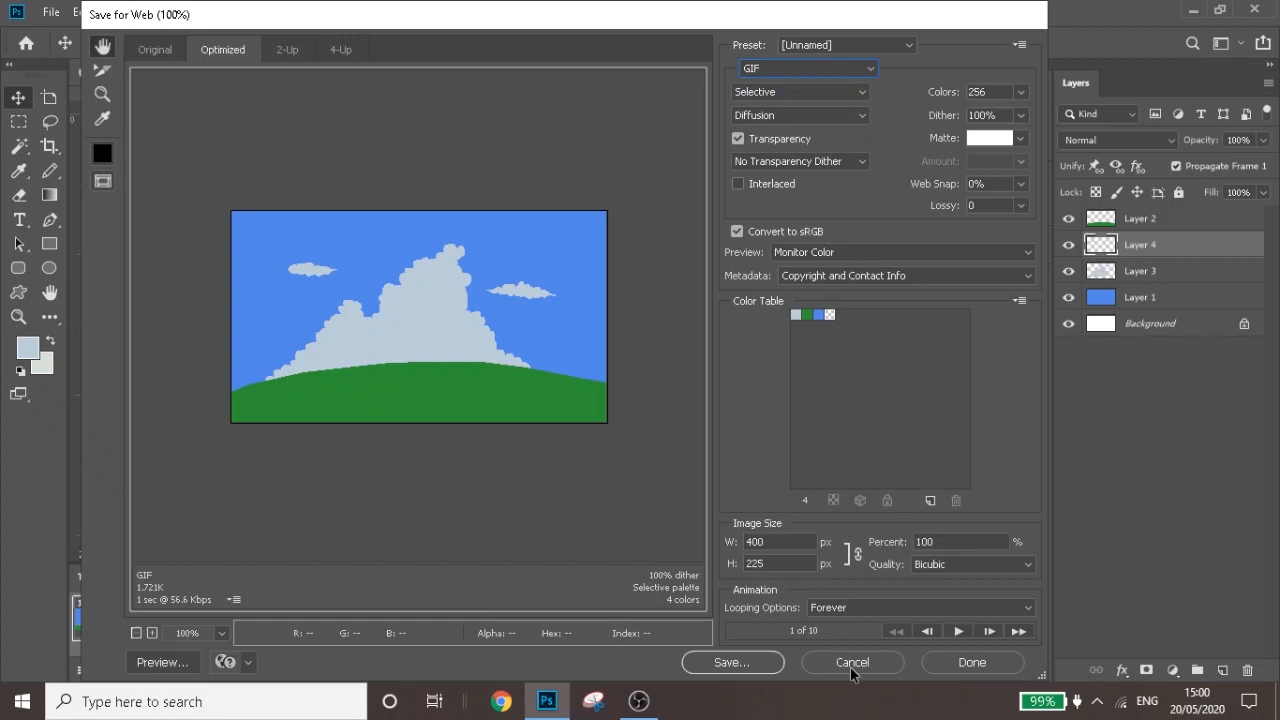 Ps File Ed
Save for Web (100%)
Original Optimized 2-Up 4-Up
Preset: [Unnamed]
GIF
Selective Colors: 256
Diffusion Dither: 100%
Transparency Matte:
No Transparency Dither Amount:
Interlaced Web Snap: 0%
Lossy: 0
Convert to sRGB
Preview: Monitor Color
Metadata: Copyright and Contact Info
Color Table
4
Image Size
W: 400 px Percent: 100 %
H: 225 px Quality: Bicubic
Animation
Looping Options: Forever
1 of 10
GIF 100% dither
1.721K Selective palette
1 sec @ 56.6 Kbps 4 colors
100% R: -- G: -- B: -- Alpha: -- Hex: -- Index: --
Preview... Save... Cancel Done
Layers
Kind
Normal Opacity: 100%
Unify: Propagate Frame 1
Lock: Fill: 100%
Layer 2
Layer 4
Layer 3
Layer 1
Background
Type here to search
Ps
99% ENG 15:00
20/05/2020